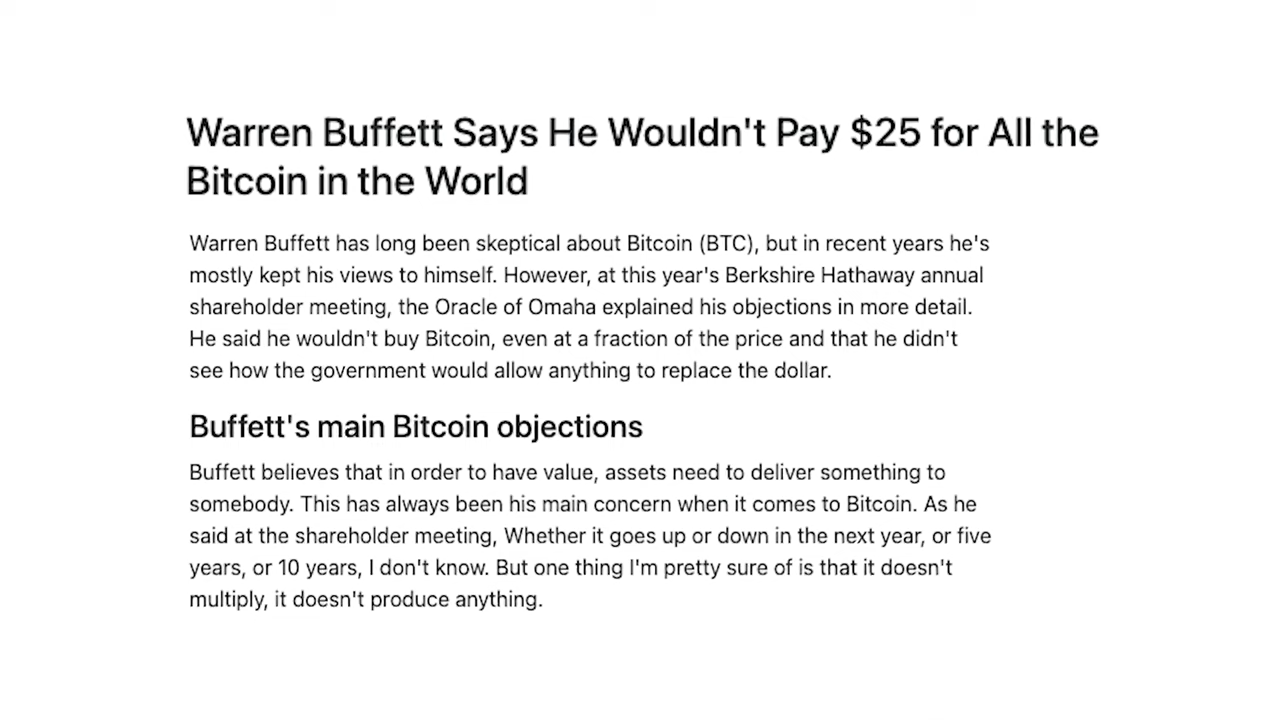 Warren Buffett Says He Wouldn't Pay $25 for All the
Bitcoin in the World
Warren Buffett has long been skeptical about Bitcoin (BTC), but in recent years he's
mostly kept his views to himself. However, at this year's Berkshire Hathaway annual
shareholder meeting, the Oracle of Omaha explained his objections in more detail.
He said he wouldn't buy Bitcoin, even at a fraction of the price and that he didn't
see how the government would allow anything to replace the dollar.
Buffett's main Bitcoin objections
Buffett believes that in order to have value, assets need to deliver something to
somebody. This has always been his main concern when it comes to Bitcoin. As he
said at the shareholder meeting, Whether it goes up or down in the next year, or five
years, or 10 years, I don't know. But one thing I'm pretty sure of is that it doesn't
multiply, it doesn't produce anything.